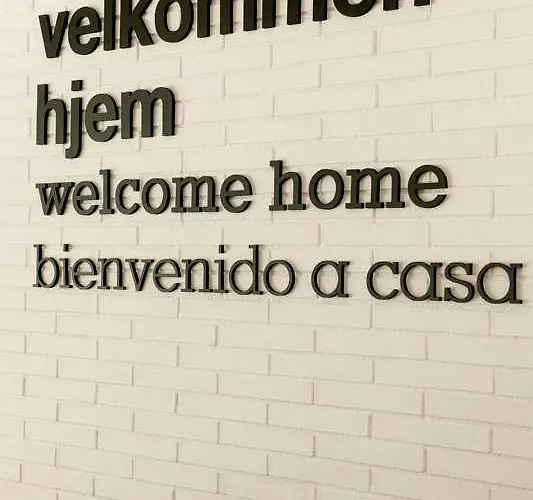 velkommen
hjem
welcome home
bienvenido a casa